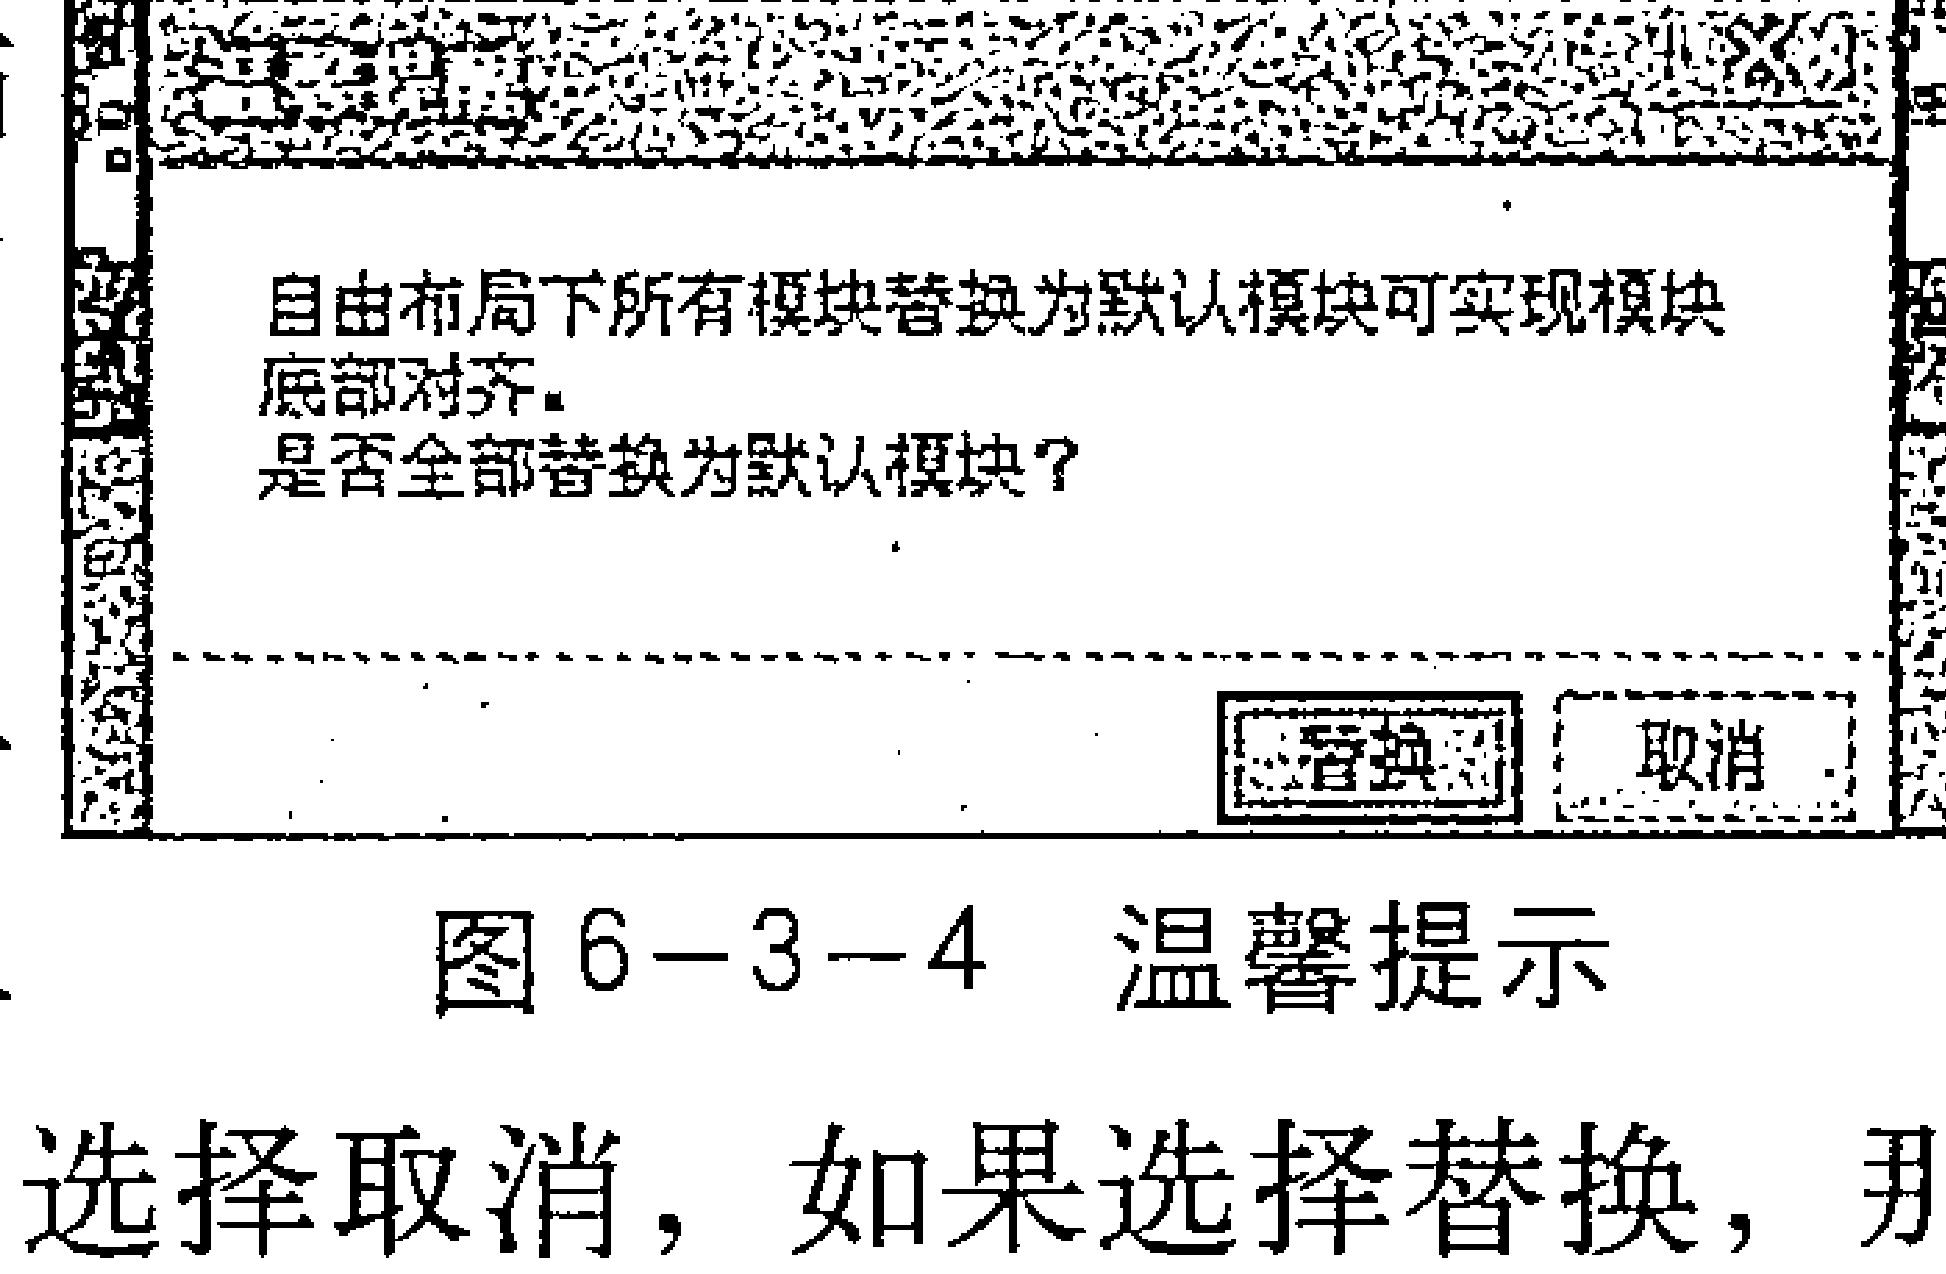 自由布局下所有模块替换为默认模块可实现模块
底部对齐.
是否全部替换为默认模块？
替换 取消
图6-3-4 温馨提示
选择取消，如果选择替换，